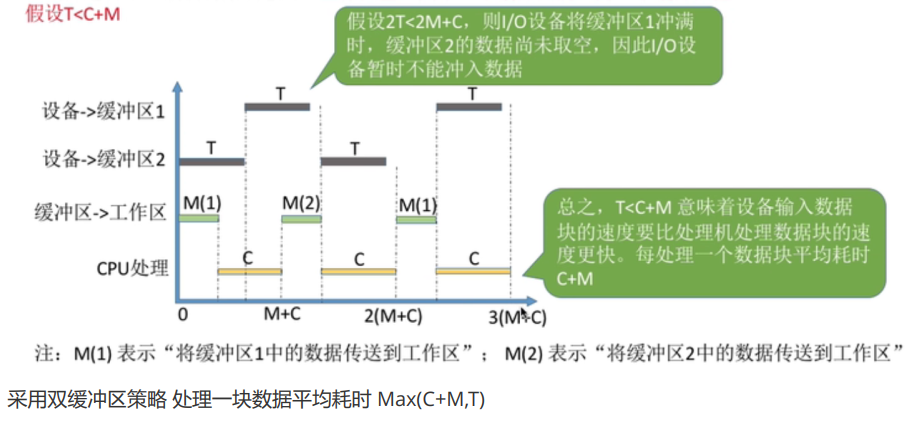 假设T<C+M
假设2T<2M+C，则I/O设备将缓冲区1冲满
时，缓冲区2的数据尚未取空，因此I/O设
备暂时不能冲入数据
设备->缓冲区1
T
T
设备->缓冲区2
T
T
缓冲区->工作区
M(1)
M(2)
M(1)
总之，T<C+M 意味着设备输入数据
块的速度要比处理机处理数据块的速
度更快。每处理一个数据块平均耗时
C+M
CPU处理
C
C
C
0
M+C
2(M+C)
3(M+C)
注：M(1) 表示“将缓冲区1中的数据传送到工作区”； M(2) 表示“将缓冲区2中的数据传送到工作区”
采用双缓冲区策略 处理一块数据平均耗时 Max(C+M,T)